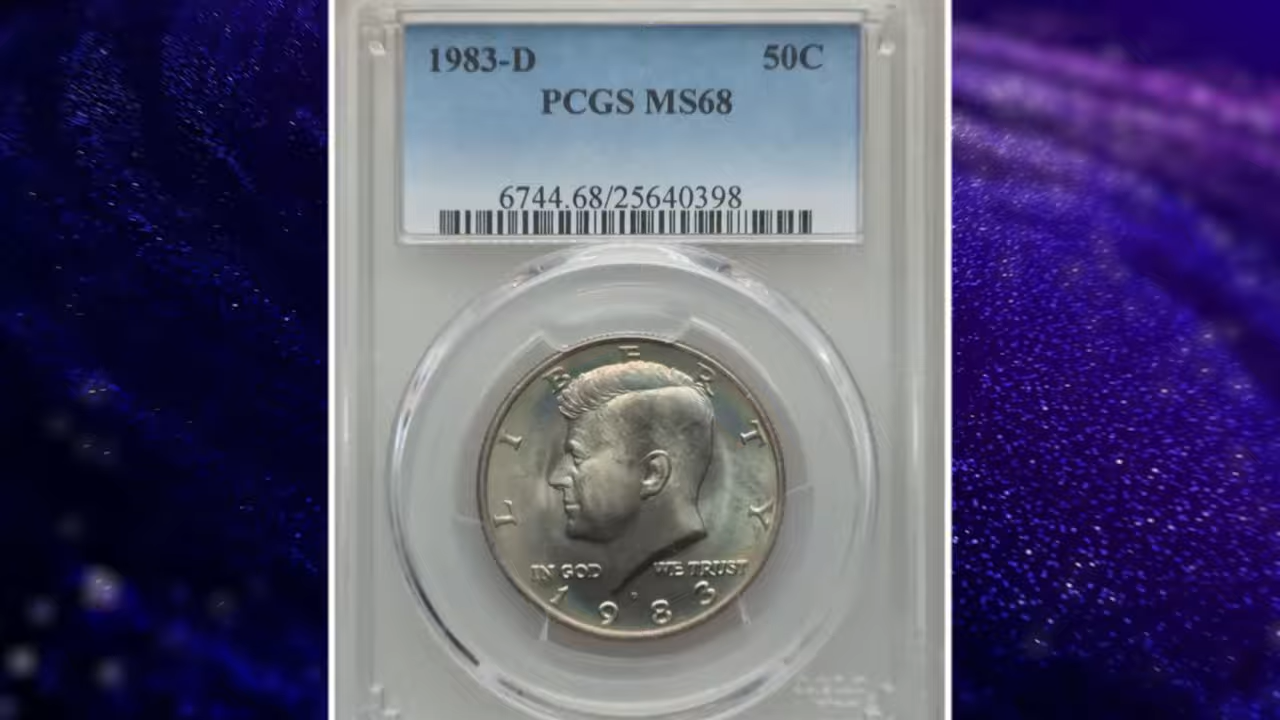 1983-D 50C
PCGS MS68
6744.68/25640398
LIBERTY
IN GOD WE TRUST
D
1983